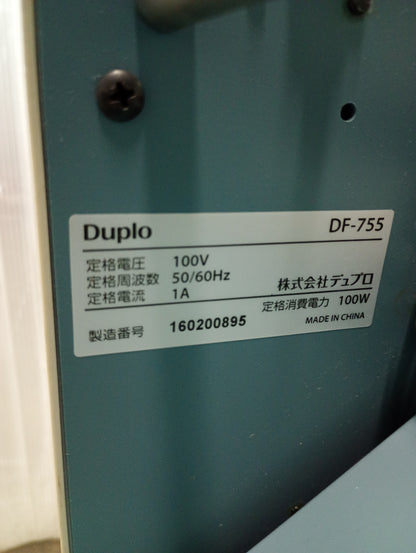 Duplo DF-755
定格電圧 100V
定格周波数 50/60Hz
定格電流 1A
株式会社デュプロ
定格消費電力 100W
製造番号 160200895
MADE IN CHINA